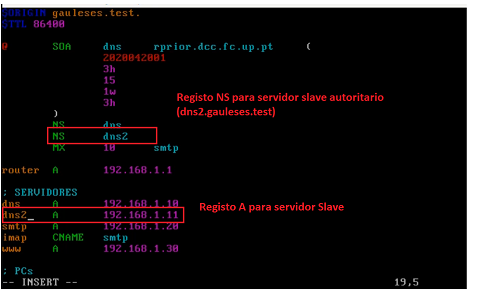 $ORIGIN gauleses.test.
$TTL 86400
@ SOA dns rprior.dcc.fc.up.pt (
2020042001
3h
15
1w
3h
)
Registo NS para servidor slave autoritario
(dns2.gauleses.test)
NS dns
NS dns2
MX 10 smtp
router A 192.168.1.1
; SERVIDORES
dns A 192.168.1.10
dns2_ A 192.168.1.11
Registo A para servidor Slave
smtp A 192.168.1.20
imap CNAME smtp
www A 192.168.1.30
; PCs
-- INSERT -- 19,5